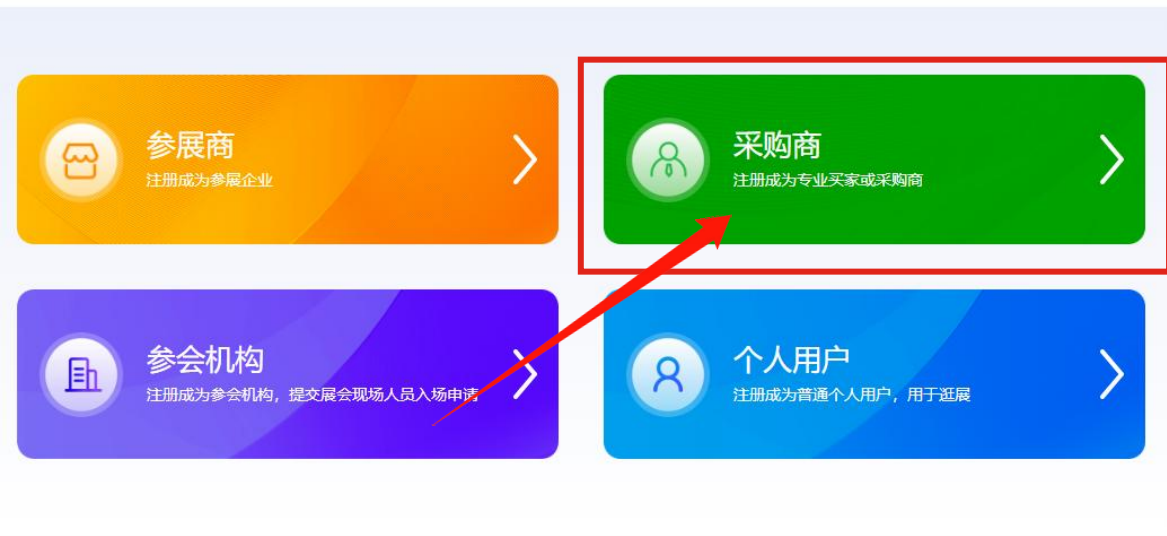 参展商
注册成为参展企业
采购商
注册成为专业买家或采购商
参会机构
注册成为参会机构，提交展会现场人员入场申请
个人用户
注册成为普通个人用户，用于逛展